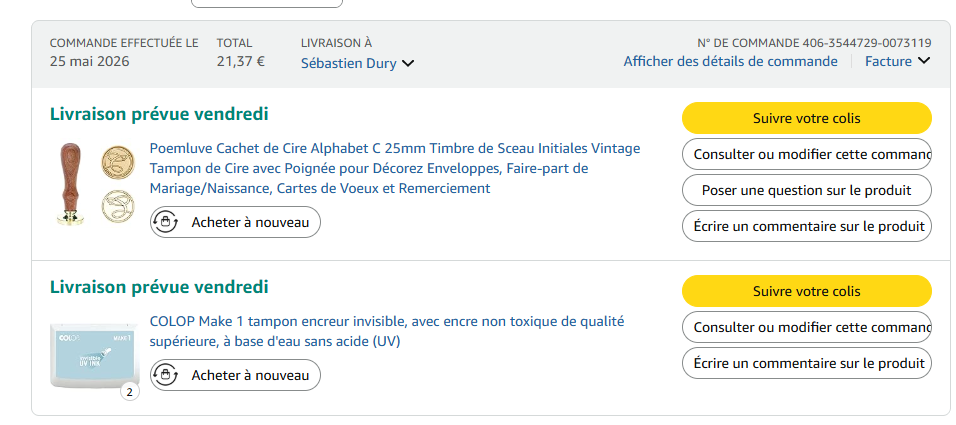 COMMANDE EFFECTUÉE LE
25 mai 2026
TOTAL
21,37 €
LIVRAISON À
Sébastien Dury
N° DE COMMANDE 406-3544729-0073119
Afficher des détails de commande
Facture
Livraison prévue vendredi
Poemluve Cachet de Cire Alphabet C 25mm Timbre de Sceau Initiales Vintage
Tampon de Cire avec Poignée pour Décorez Enveloppes, Faire-part de
Mariage/Naissance, Cartes de Voeux et Remerciement
Acheter à nouveau
Suivre votre colis
Consulter ou modifier cette command
Poser une question sur le produit
Écrire un commentaire sur le produit
Livraison prévue vendredi
COLOP
MAKE 1
invisible
UV INK
2
COLOP Make 1 tampon encreur invisible, avec encre non toxique de qualité
supérieure, à base d'eau sans acide (UV)
Acheter à nouveau
Suivre votre colis
Consulter ou modifier cette command
Écrire un commentaire sur le produit